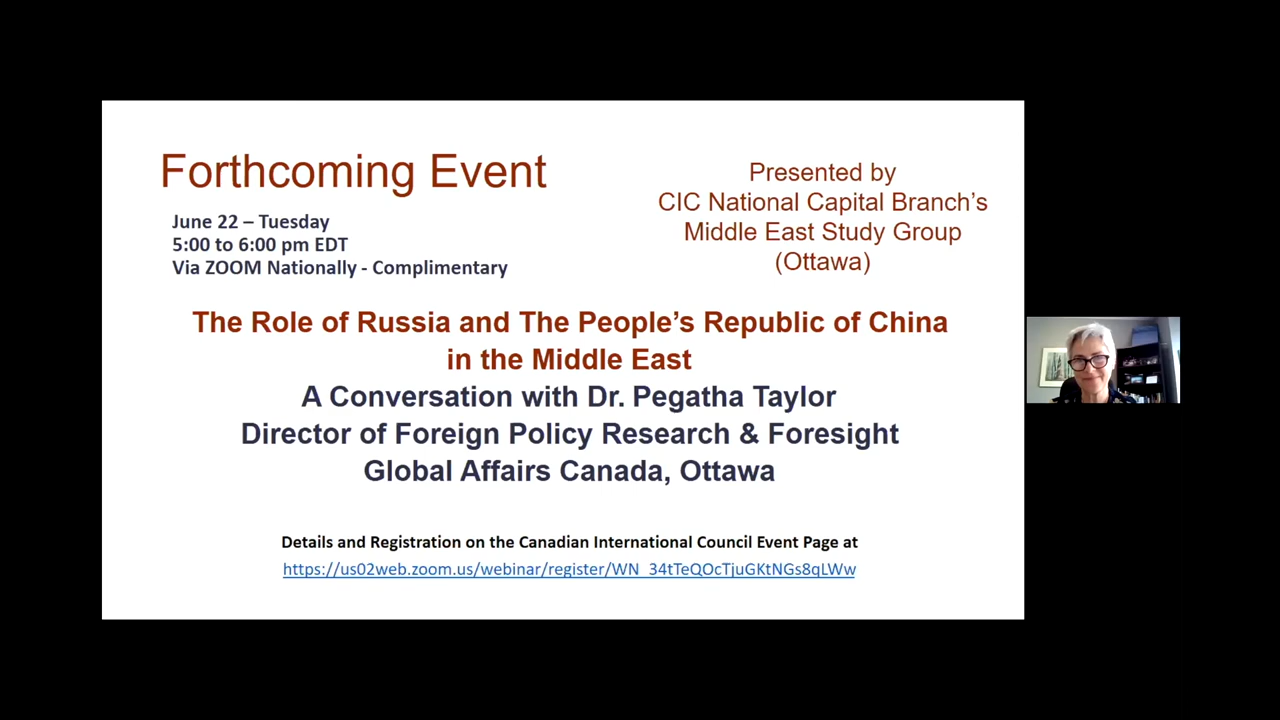 Forthcoming Event
June 22 – Tuesday
5:00 to 6:00 pm EDT
Via ZOOM Nationally - Complimentary
Presented by
CIC National Capital Branch’s
Middle East Study Group
(Ottawa)
The Role of Russia and The People’s Republic of China
in the Middle East
A Conversation with Dr. Pegatha Taylor
Director of Foreign Policy Research & Foresight
Global Affairs Canada, Ottawa
Details and Registration on the Canadian International Council Event Page at
https://us02web.zoom.us/webinar/register/WN_34tTeQOcTjuGKtNGs8qLWw